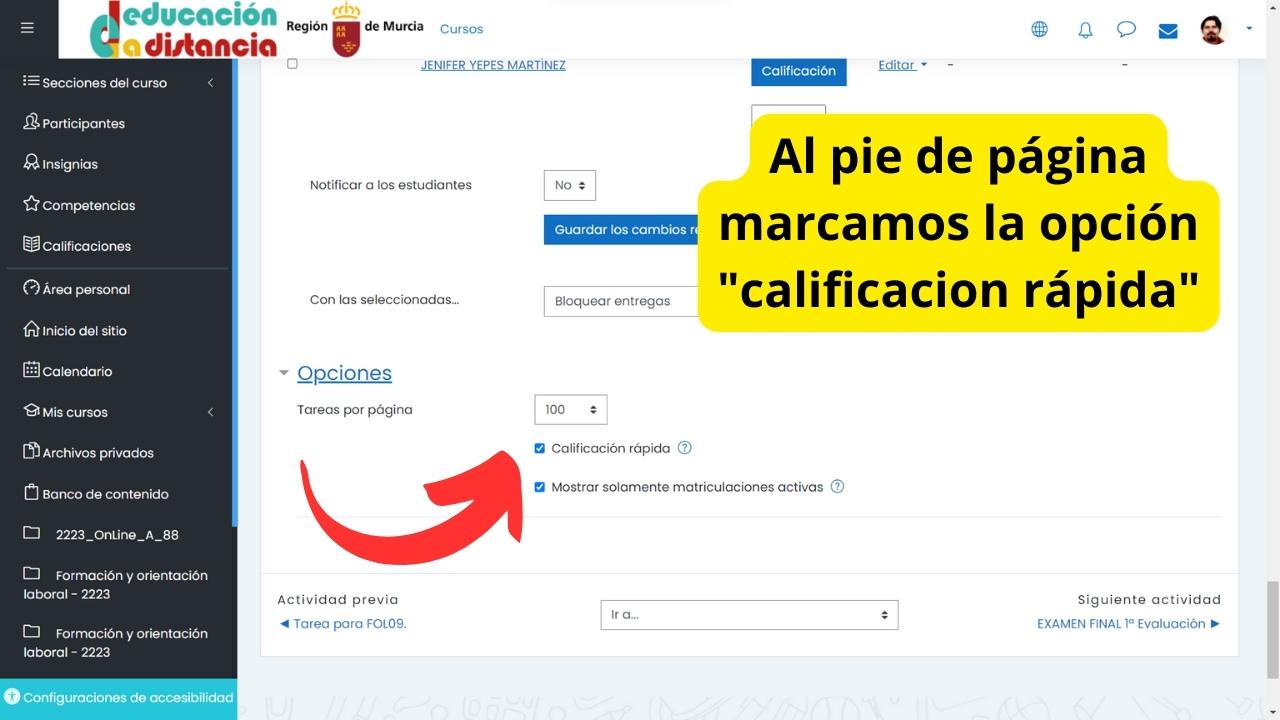 educación
a distancia
Región de Murcia
Cursos
Secciones del curso
Participantes
Insignias
Competencias
Calificaciones
Área personal
Inicio del sitio
Calendario
Mis cursos
Archivos privados
Banco de contenido
2223_OnLine_A_88
Formación y orientación
laboral - 2223
Formación y orientación
laboral - 2223
Configuraciones de accesibilidad
JENIFER YEPES MARTÍNEZ
Calificación
Editar
-
-
Al pie de página
marcamos la opción
"calificacion rápida"
Notificar a los estudiantes
No
Guardar los cambios
Con las seleccionadas...
Bloquear entregas
Opciones
Tareas por página
100
Calificación rápida ?
Mostrar solamente matriculaciones activas ?
Actividad previa
◄ Tarea para FOL09.
Ir a...
Siguiente actividad
EXAMEN FINAL 1ª Evaluación ►